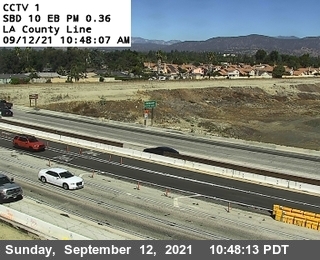 CCTV 1
SBD 10 EB PM 0.36
LA County Line
09/12/21 10:48:07 AM
Sunday, September 12, 2021 10:48:13 PDT